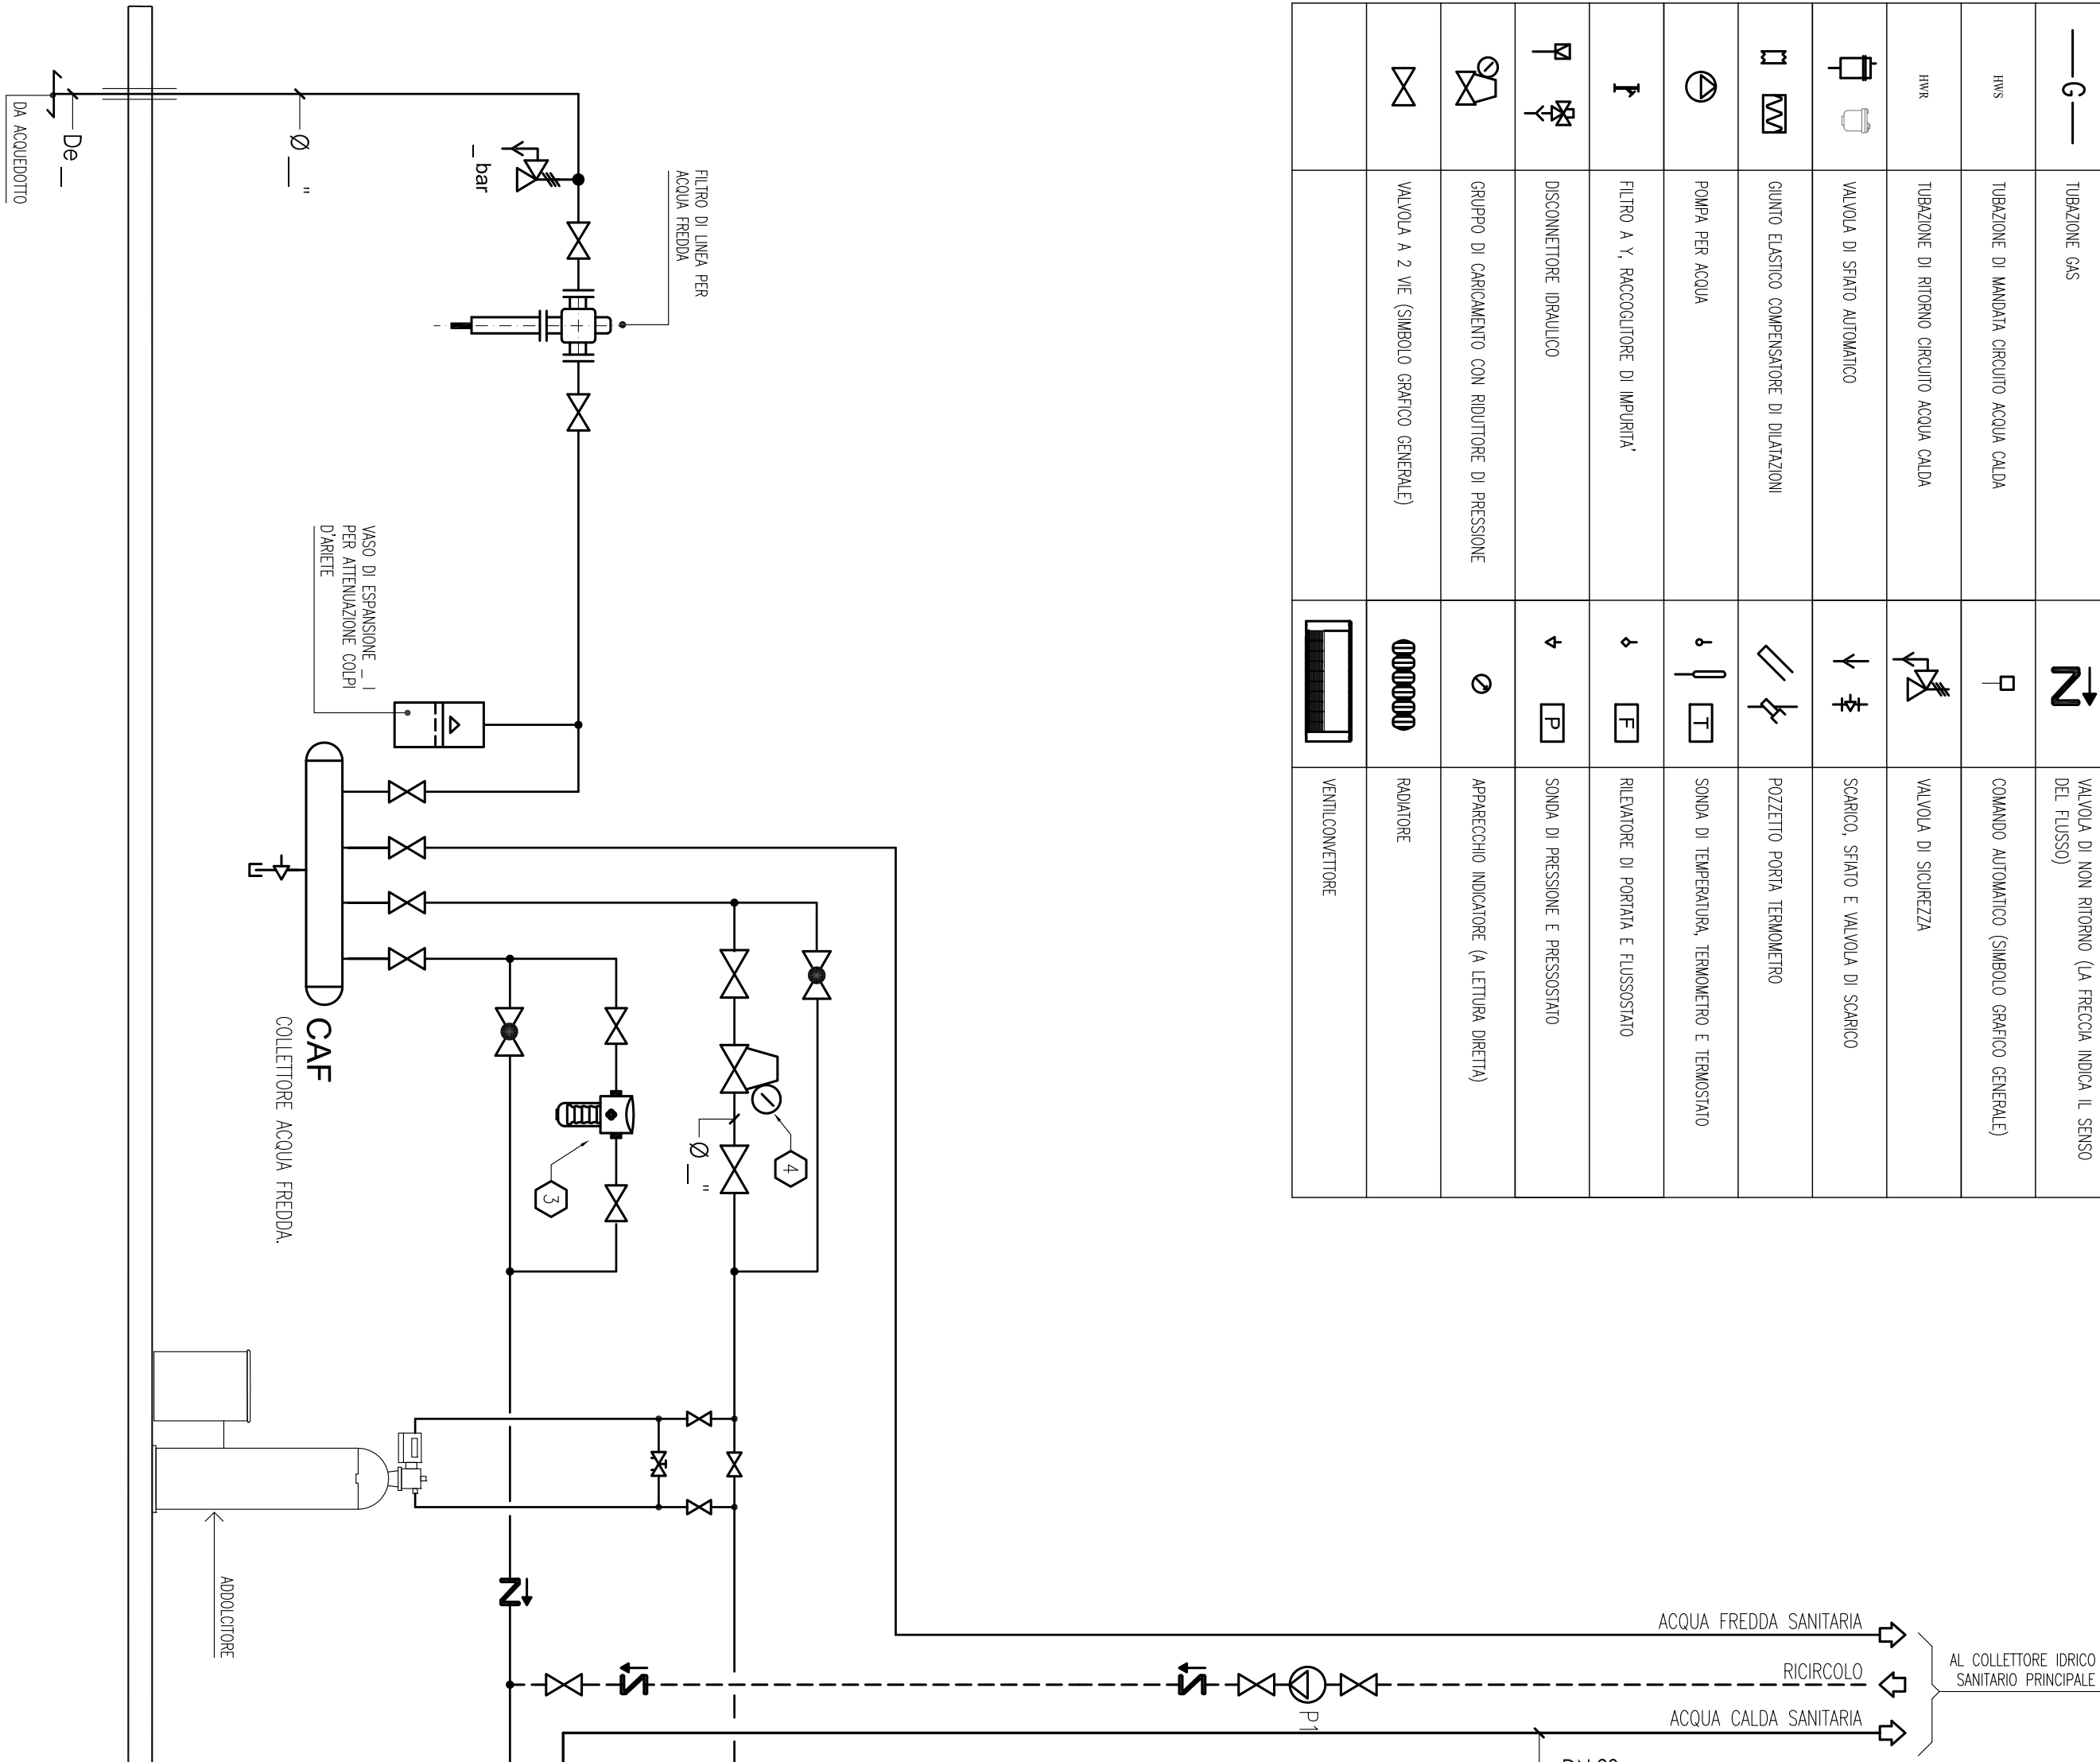 G
TUBAZIONE GAS
VALVOLA DI NON RITORNO (LA FRECCIA INDICA IL SENSO
DEL FLUSSO)
HWS
TUBAZIONE DI MANDATA CIRCUITO ACQUA CALDA
COMANDO AUTOMATICO (SIMBOLO GRAFICO GENERALE)
HWR
TUBAZIONE DI RITORNO CIRCUITO ACQUA CALDA
VALVOLA DI SICUREZZA
VALVOLA DI SFIATO AUTOMATICO
SCARICO, SFIATO E VALVOLA DI SCARICO
GIUNTO ELASTICO COMPENSATORE DI DILATAZIONI
POZZETTO PORTA TERMOMETRO
POMPA PER ACQUA
T
SONDA DI TEMPERATURA, TERMOMETRO E TERMOSTATO
FILTRO A Y, RACCOGLITORE DI IMPURITA'
F
RILEVATORE DI PORTATA E FLUSSOSTATO
DISCONNETTORE IDRAULICO
P
SONDA DI PRESSIONE E PRESSOSTATO
GRUPPO DI CARICAMENTO CON RIDUTTORE DI PRESSIONE
APPARECCHIO INDICATORE (A LETTURA DIRETTA)
VALVOLA A 2 VIE (SIMBOLO GRAFICO GENERALE)
RADIATORE
VENTILCONVETTORE
FILTRO DI LINEA PER
ACQUA FREDDA
_ bar
Ø __ "
De _
DA ACQUEDOTTO
VASO DI ESPANSIONE _ l
PER ATTENUAZIONE COLPI
D'ARIETE
CAF
COLLETTORE ACQUA FREDDA.
4
Ø _ "
3
ADDOLCITORE
ACQUA FREDDA SANITARIA
RICIRCOLO
ACQUA CALDA SANITARIA
AL COLLETTORE IDRICO
SANITARIO PRINCIPALE
P1